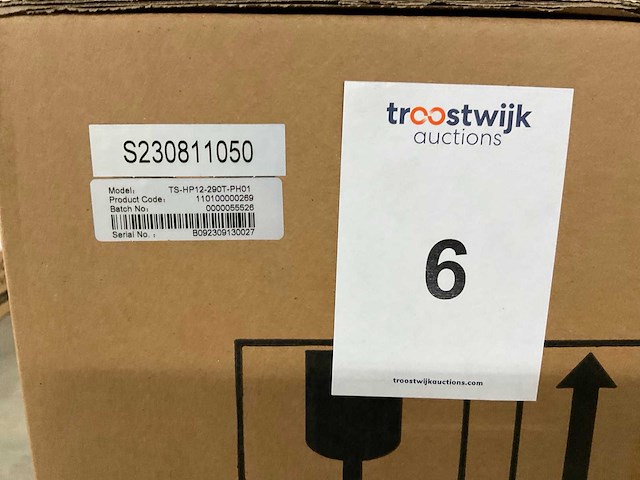 S230811050
Model: TS-HP12-290T-PH01
Product Code: 110100000269
Batch No: 0000055526
Serial No. : B092309130027
troostwijk
auctions
6
troostwijkauctions.com